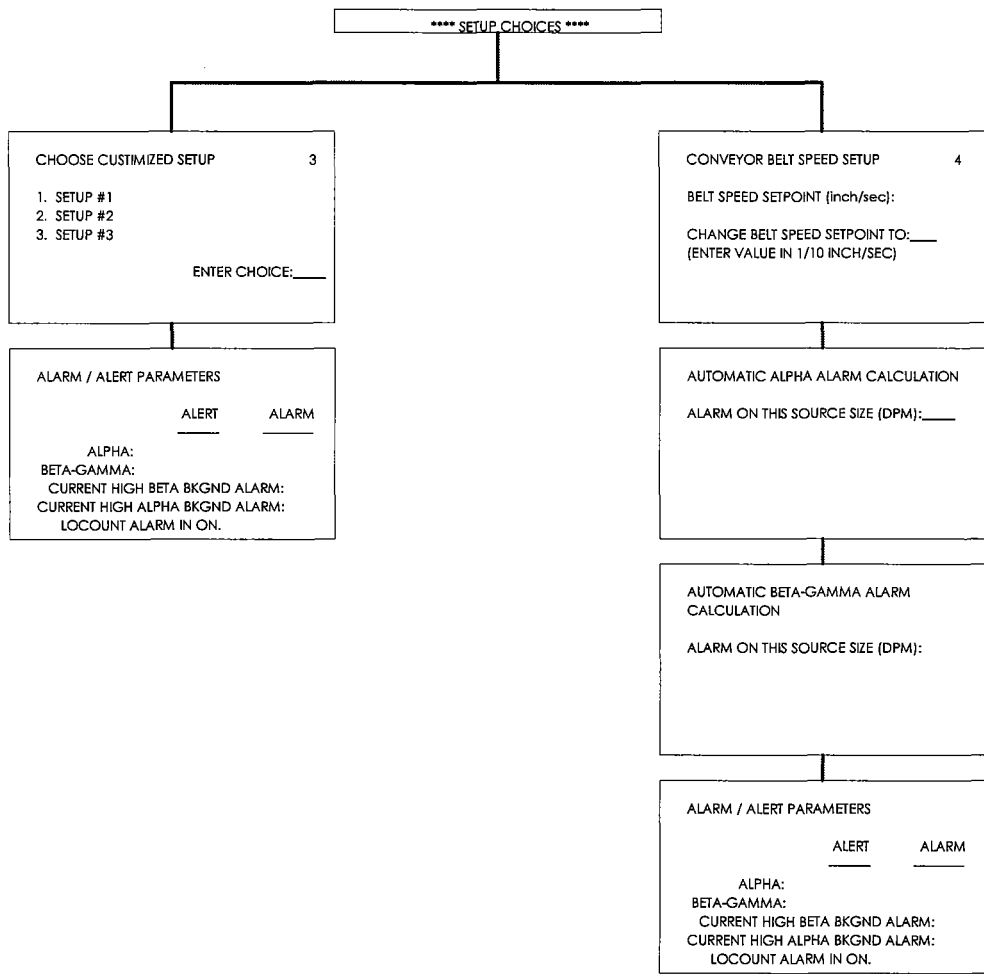 **** SETUP CHOICES ****
CHOOSE CUSTIMIZED SETUP 3
1. SETUP #1
2. SETUP #2
3. SETUP #3
ENTER CHOICE:____
ALARM / ALERT PARAMETERS
ALERT ALARM
ALPHA:
BETA-GAMMA:
CURRENT HIGH BETA BKGND ALARM:
CURRENT HIGH ALPHA BKGND ALARM:
LOCOUNT ALARM IN ON.
CONVEYOR BELT SPEED SETUP 4
BELT SPEED SETPOINT (inch/sec):
CHANGE BELT SPEED SETPOINT TO:___
(ENTER VALUE IN 1/10 INCH/SEC)
AUTOMATIC ALPHA ALARM CALCULATION
ALARM ON THIS SOURCE SIZE (DPM):____
AUTOMATIC BETA-GAMMA ALARM
CALCULATION
ALARM ON THIS SOURCE SIZE (DPM):
ALARM / ALERT PARAMETERS
ALERT ALARM
ALPHA:
BETA-GAMMA:
CURRENT HIGH BETA BKGND ALARM:
CURRENT HIGH ALPHA BKGND ALARM:
LOCOUNT ALARM IN ON.